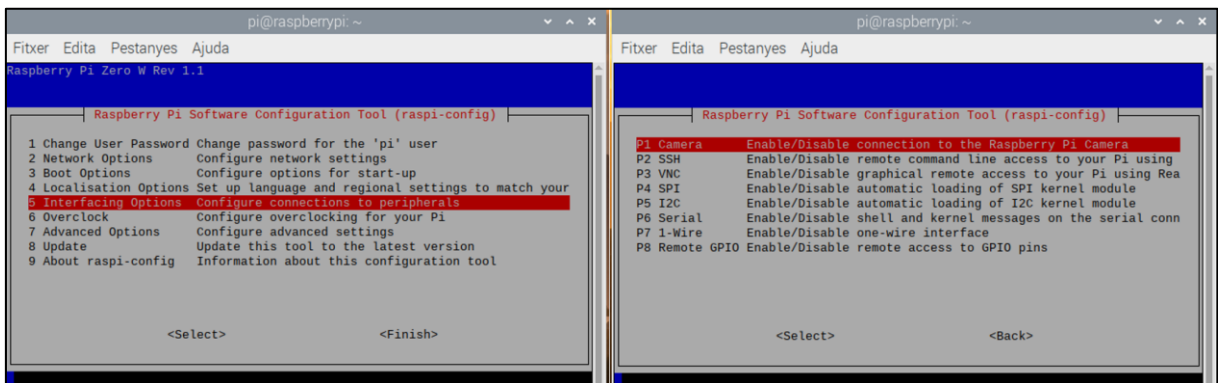 pi@raspberrypi: ~
Fitxer Edita Pestanyes Ajuda
Raspberry Pi Zero W Rev 1.1
Raspberry Pi Software Configuration Tool (raspi-config)
1 Change User Password Change password for the 'pi' user
2 Network Options Configure network settings
3 Boot Options Configure options for start-up
4 Localisation Options Set up language and regional settings to match your
5 Interfacing Options Configure connections to peripherals
6 Overclock Configure overclocking for your Pi
7 Advanced Options Configure advanced settings
8 Update Update this tool to the latest version
9 About raspi-config Information about this configuration tool
<Select> <Finish>
pi@raspberrypi: ~
Fitxer Edita Pestanyes Ajuda
Raspberry Pi Software Configuration Tool (raspi-config)
P1 Camera Enable/Disable connection to the Raspberry Pi Camera
P2 SSH Enable/Disable remote command line access to your Pi using
P3 VNC Enable/Disable graphical remote access to your Pi using Rea
P4 SPI Enable/Disable automatic loading of SPI kernel module
P5 I2C Enable/Disable automatic loading of I2C kernel module
P6 Serial Enable/Disable shell and kernel messages on the serial conn
P7 1-Wire Enable/Disable one-wire interface
P8 Remote GPIO Enable/Disable remote access to GPIO pins
<Select> <Back>